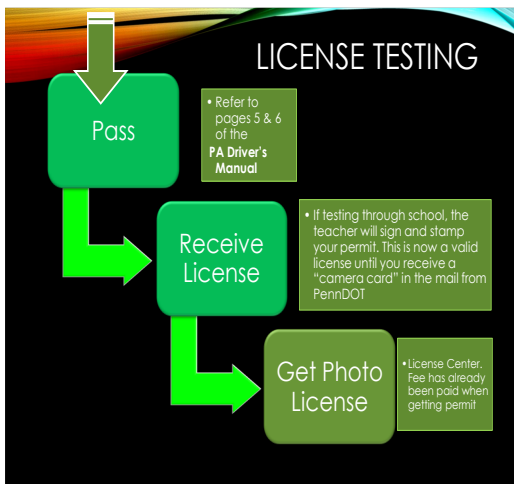 LICENSE TESTING
Pass
• Refer to
pages 5 & 6
of the
PA Driver's
Manual
Receive
License
• If testing through school, the
teacher will sign and stamp
your permit. This is now a valid
license until you receive a
“camera card” in the mail from
PennDOT
Get Photo
License
• License Center.
Fee has already
been paid when
getting permit